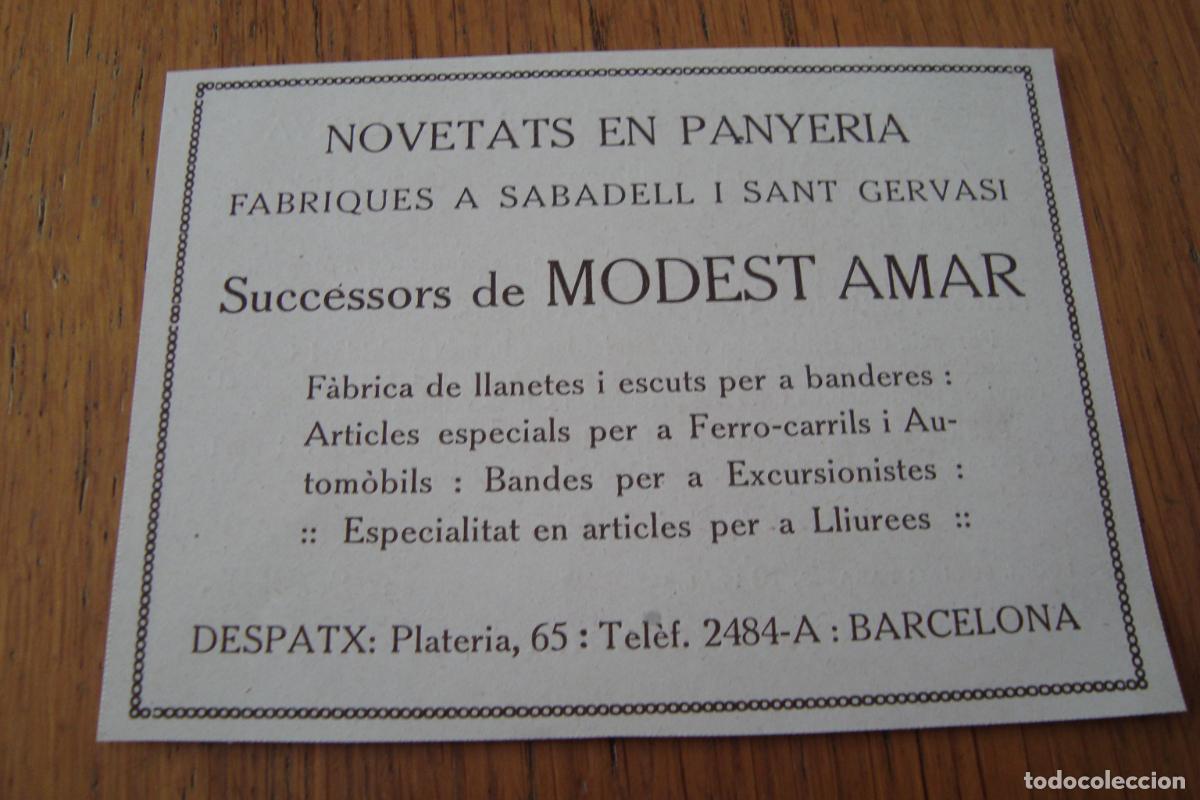 NOVETATS EN PANYERIA
FABRIQUES A SABADELL I SANT GERVASI
Succéssors de MODEST AMAR
Fàbrica de llanetes i escuts per a banderes :
Articles especials per a Ferro-carrils i Au-
tomòbils : Bandes per a Excursionistes :
:: Especialitat en articles per a Lliurees ::
DESPATX: Plateria, 65 : Telèf. 2484-A : BARCELONA
todocoleccion